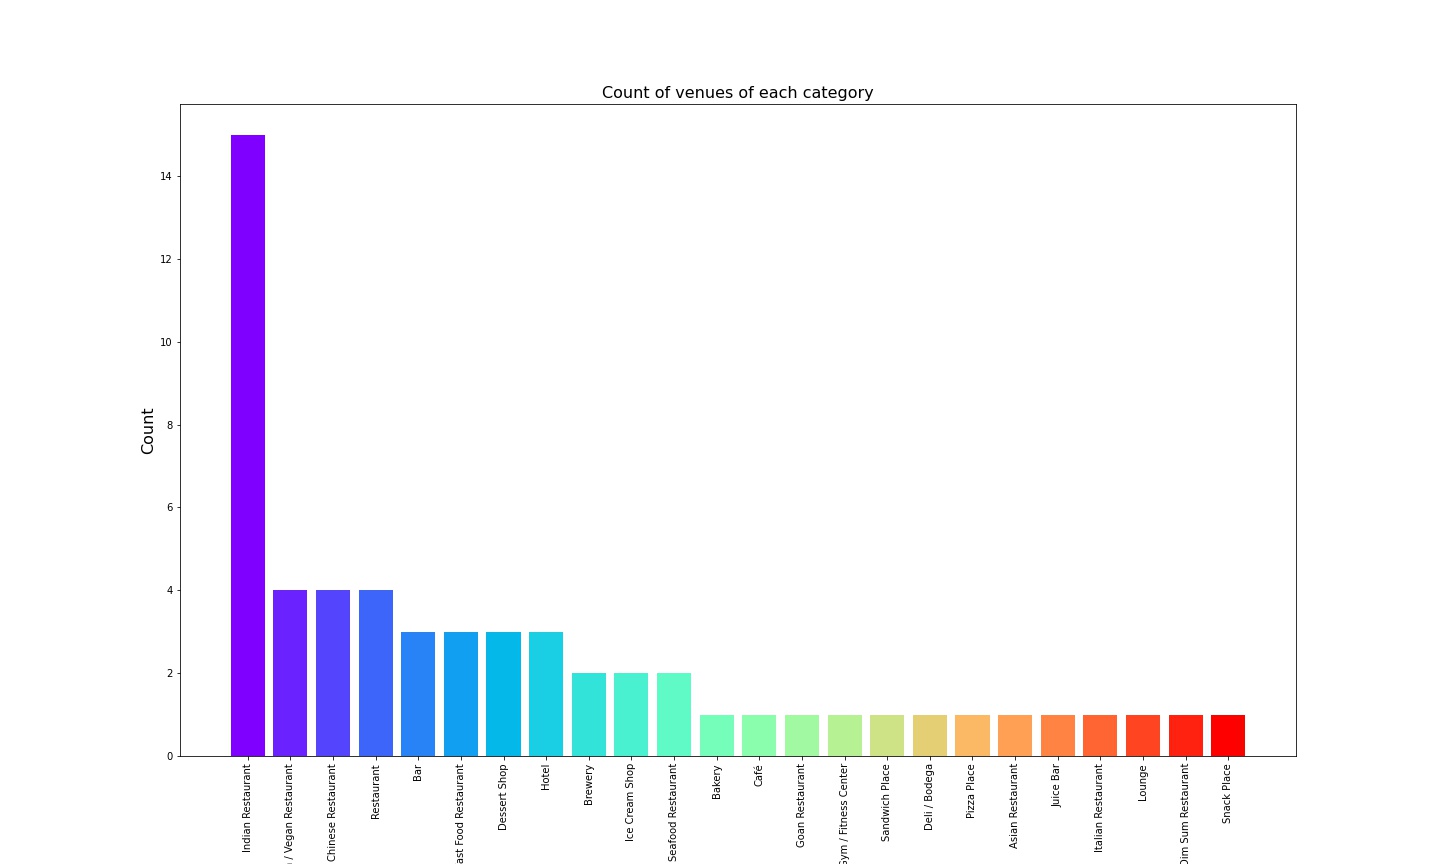 Count of venues of each category
Count
14
12
10
8
6
4
2
0
Indian Restaurant
/ Vegan Restaurant
Chinese Restaurant
Restaurant
Bar
ast Food Restaurant
Dessert Shop
Hotel
Brewery
Ice Cream Shop
Seafood Restaurant
Bakery
Café
Goan Restaurant
Gym / Fitness Center
Sandwich Place
Deli / Bodega
Pizza Place
Asian Restaurant
Juice Bar
Italian Restaurant
Lounge
Dim Sum Restaurant
Snack Place